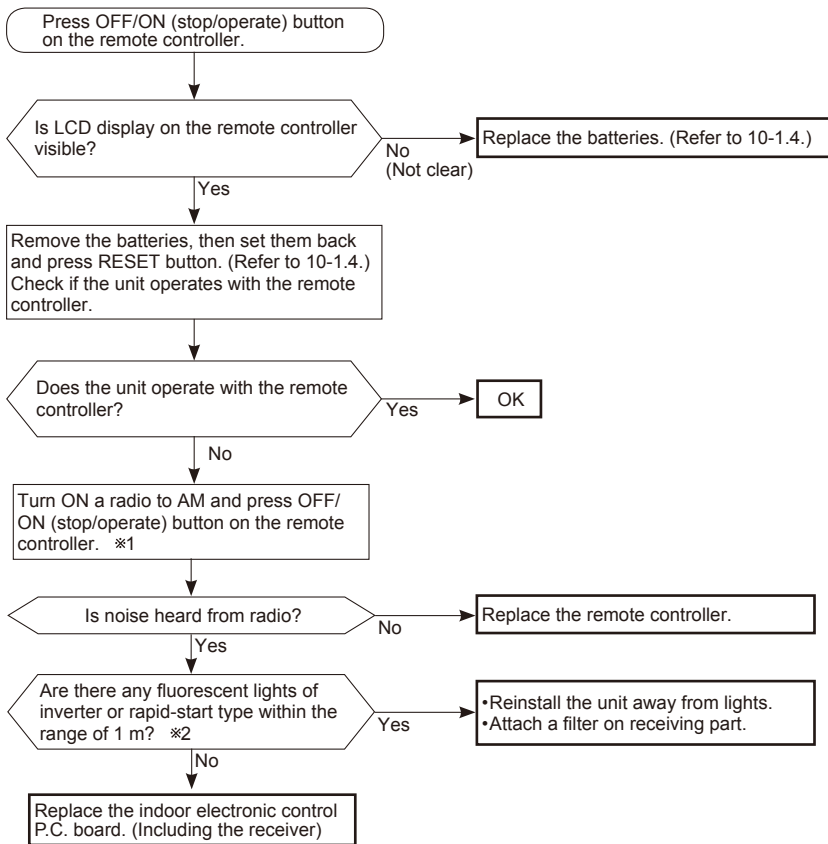 Press OFF/ON (stop/operate) button
on the remote controller.
Is LCD display on the remote controller
visible?
No
(Not clear)
Replace the batteries. (Refer to 10-1.4.)
Yes
Remove the batteries, then set them back
and press RESET button. (Refer to 10-1.4.)
Check if the unit operates with the remote
controller.
Does the unit operate with the remote
controller?
Yes
OK
No
Turn ON a radio to AM and press OFF/
ON (stop/operate) button on the remote
controller. ※1
Is noise heard from radio?
No
Replace the remote controller.
Yes
Are there any fluorescent lights of
inverter or rapid-start type within the
range of 1 m? ※2
Yes
•Reinstall the unit away from lights.
•Attach a filter on receiving part.
No
Replace the indoor electronic control
P.C. board. (Including the receiver)